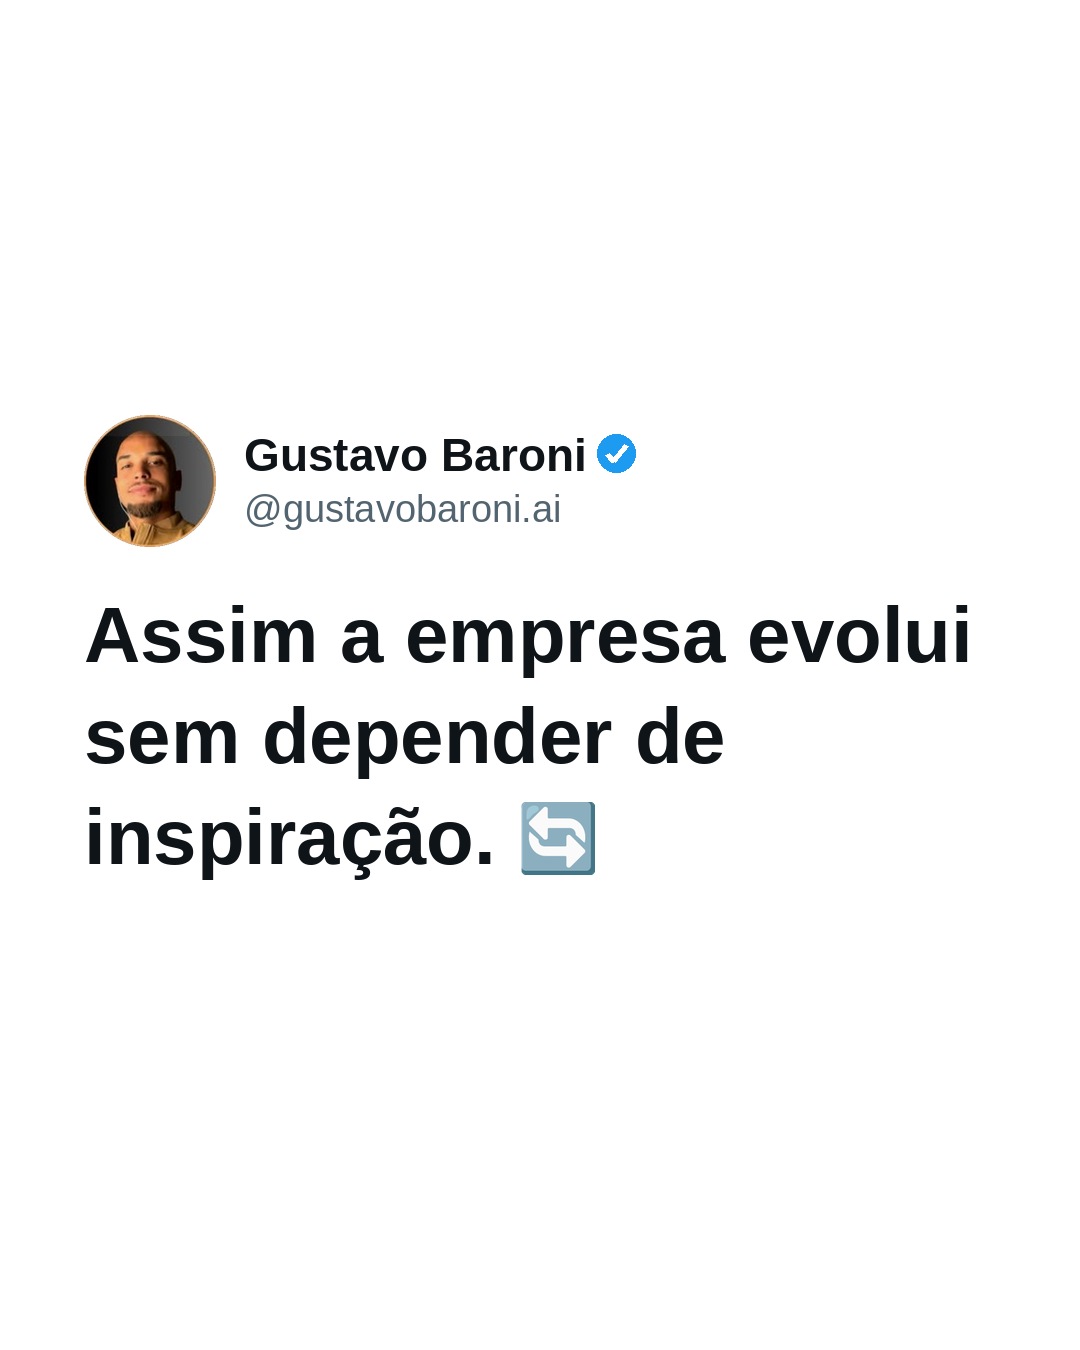 Gustavo Baroni
@gustavobaroni.ai
Assim a empresa evolui
sem depender de
inspiração. 🔄